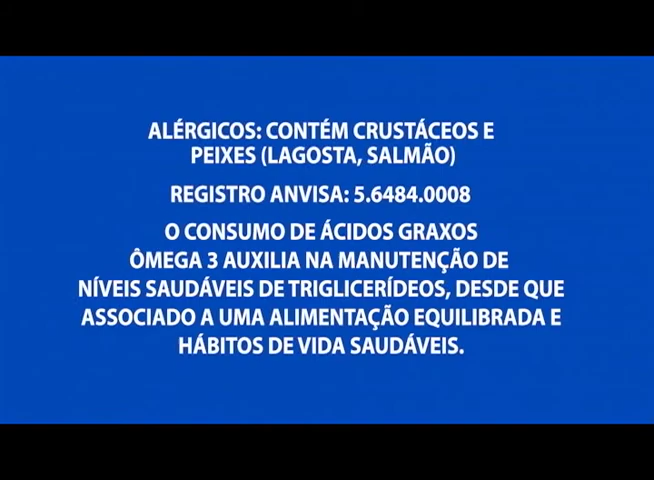 ALÉRGICOS: CONTÉM CRUSTÁCEOS E
PEIXES (LAGOSTA, SALMÃO)
REGISTRO ANVISA: 5.6484.0008
O CONSUMO DE ÁCIDOS GRAXOS
ÔMEGA 3 AUXILIA NA MANUTENÇÃO DE
NÍVEIS SAUDÁVEIS DE TRIGLICERÍDEOS, DESDE QUE
ASSOCIADO A UMA ALIMENTAÇÃO EQUILIBRADA E
HÁBITOS DE VIDA SAUDÁVEIS.